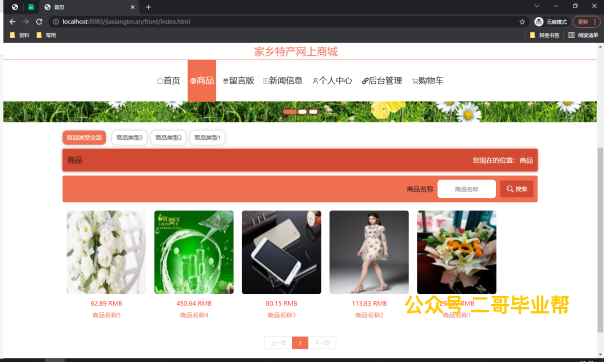 首页
localhost:8080/jiaxiangtecan/front/index.html
无痕模式
更新
资料
常用
其他书签
阅读清单
家乡特产网上商城
首页 商品 留言版 新闻信息 个人中心 后台管理 购物车
商品类型全部 商品类型3 商品类型2 商品类型1
商品
您现在的位置：商品
商品名称 商品名称 搜索
62.89 RMB
商品名称5
450.64 RMB
商品名称4
80.15 RMB
商品名称3
113.83 RMB
商品名称2
RMB
商品名称1
公众号 二哥毕业帮
上一页 1 下一页